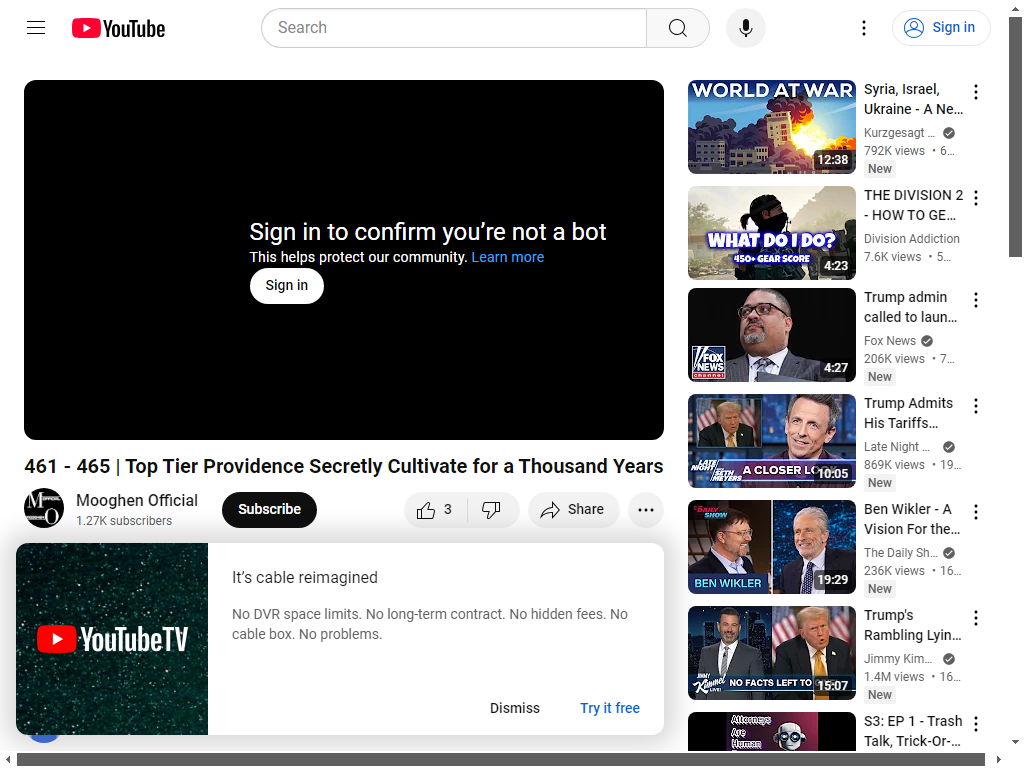 YouTube
Search
Sign in
Sign in to confirm you’re not a bot
This helps protect our community. Learn more
Sign in
461 - 465 | Top Tier Providence Secretly Cultivate for a Thousand Years
Mooghen Official
1.27K subscribers
Subscribe
3
Share
YouTubeTV
It’s cable reimagined
No DVR space limits. No long-term contract. No hidden fees. No
cable box. No problems.
Dismiss
Try it free
WORLD AT WAR
12:38
Syria, Israel,
Ukraine - A Ne...
Kurzgesagt ...
792K views • 6...
New
WHAT DO I DO?
450+ GEAR SCORE
4:23
THE DIVISION 2
- HOW TO GE...
Division Addiction
7.6K views • 5...
FOX
NEWS
channel
4:27
Trump admin
called to laun...
Fox News
206K views • 7...
New
LATE
NIGHT
SETH
MEYERS
A CLOSER LO
10:05
Trump Admits
His Tariffs...
Late Night ...
869K views • 19...
New
THE
DAILY
SHOW
BEN WIKLER
19:29
Ben Wikler - A
Vision For the...
The Daily Sh...
236K views • 16...
New
JIMMY
Kimmel
LIVE!
NO FACTS LEFT TO
15:07
Trump's
Rambling Lyin...
Jimmy Kim...
1.4M views • 16...
New
Attorneys
Are
Human
S3: EP 1 - Trash
Talk, Trick-Or-...